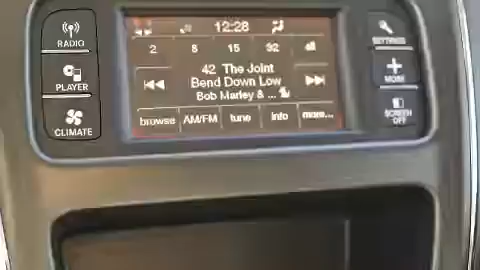 12:28
RADIO
SETTINGS
2 8 15 32 all
42 The Joint
Bend Down Low
Bob Marley & ...
PLAYER
MORE
browse AM/FM tune info more...
CLIMATE
SCREEN OFF